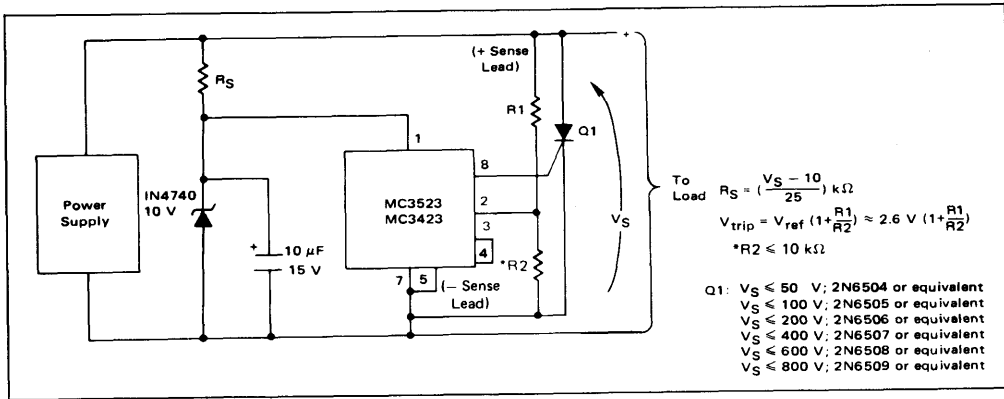 (+ Sense
Lead)
+
RS
R1
Q1
1
8
Power
Supply
IN4740
10 V
MC3523
MC3423
2
3
4
VS
To
Load
RS = (VS – 10/25) kΩ
Vtrip = Vref (1+R1/R2) ≈ 2.6 V (1+R1/R2)
*R2 ≤ 10 kΩ
+
10 μF
15 V
*R2
7
5
(– Sense
Lead)
Q1: VS ≤ 50 V; 2N6504 or equivalent
VS ≤ 100 V; 2N6505 or equivalent
VS ≤ 200 V; 2N6506 or equivalent
VS ≤ 400 V; 2N6507 or equivalent
VS ≤ 600 V; 2N6508 or equivalent
VS ≤ 800 V; 2N6509 or equivalent